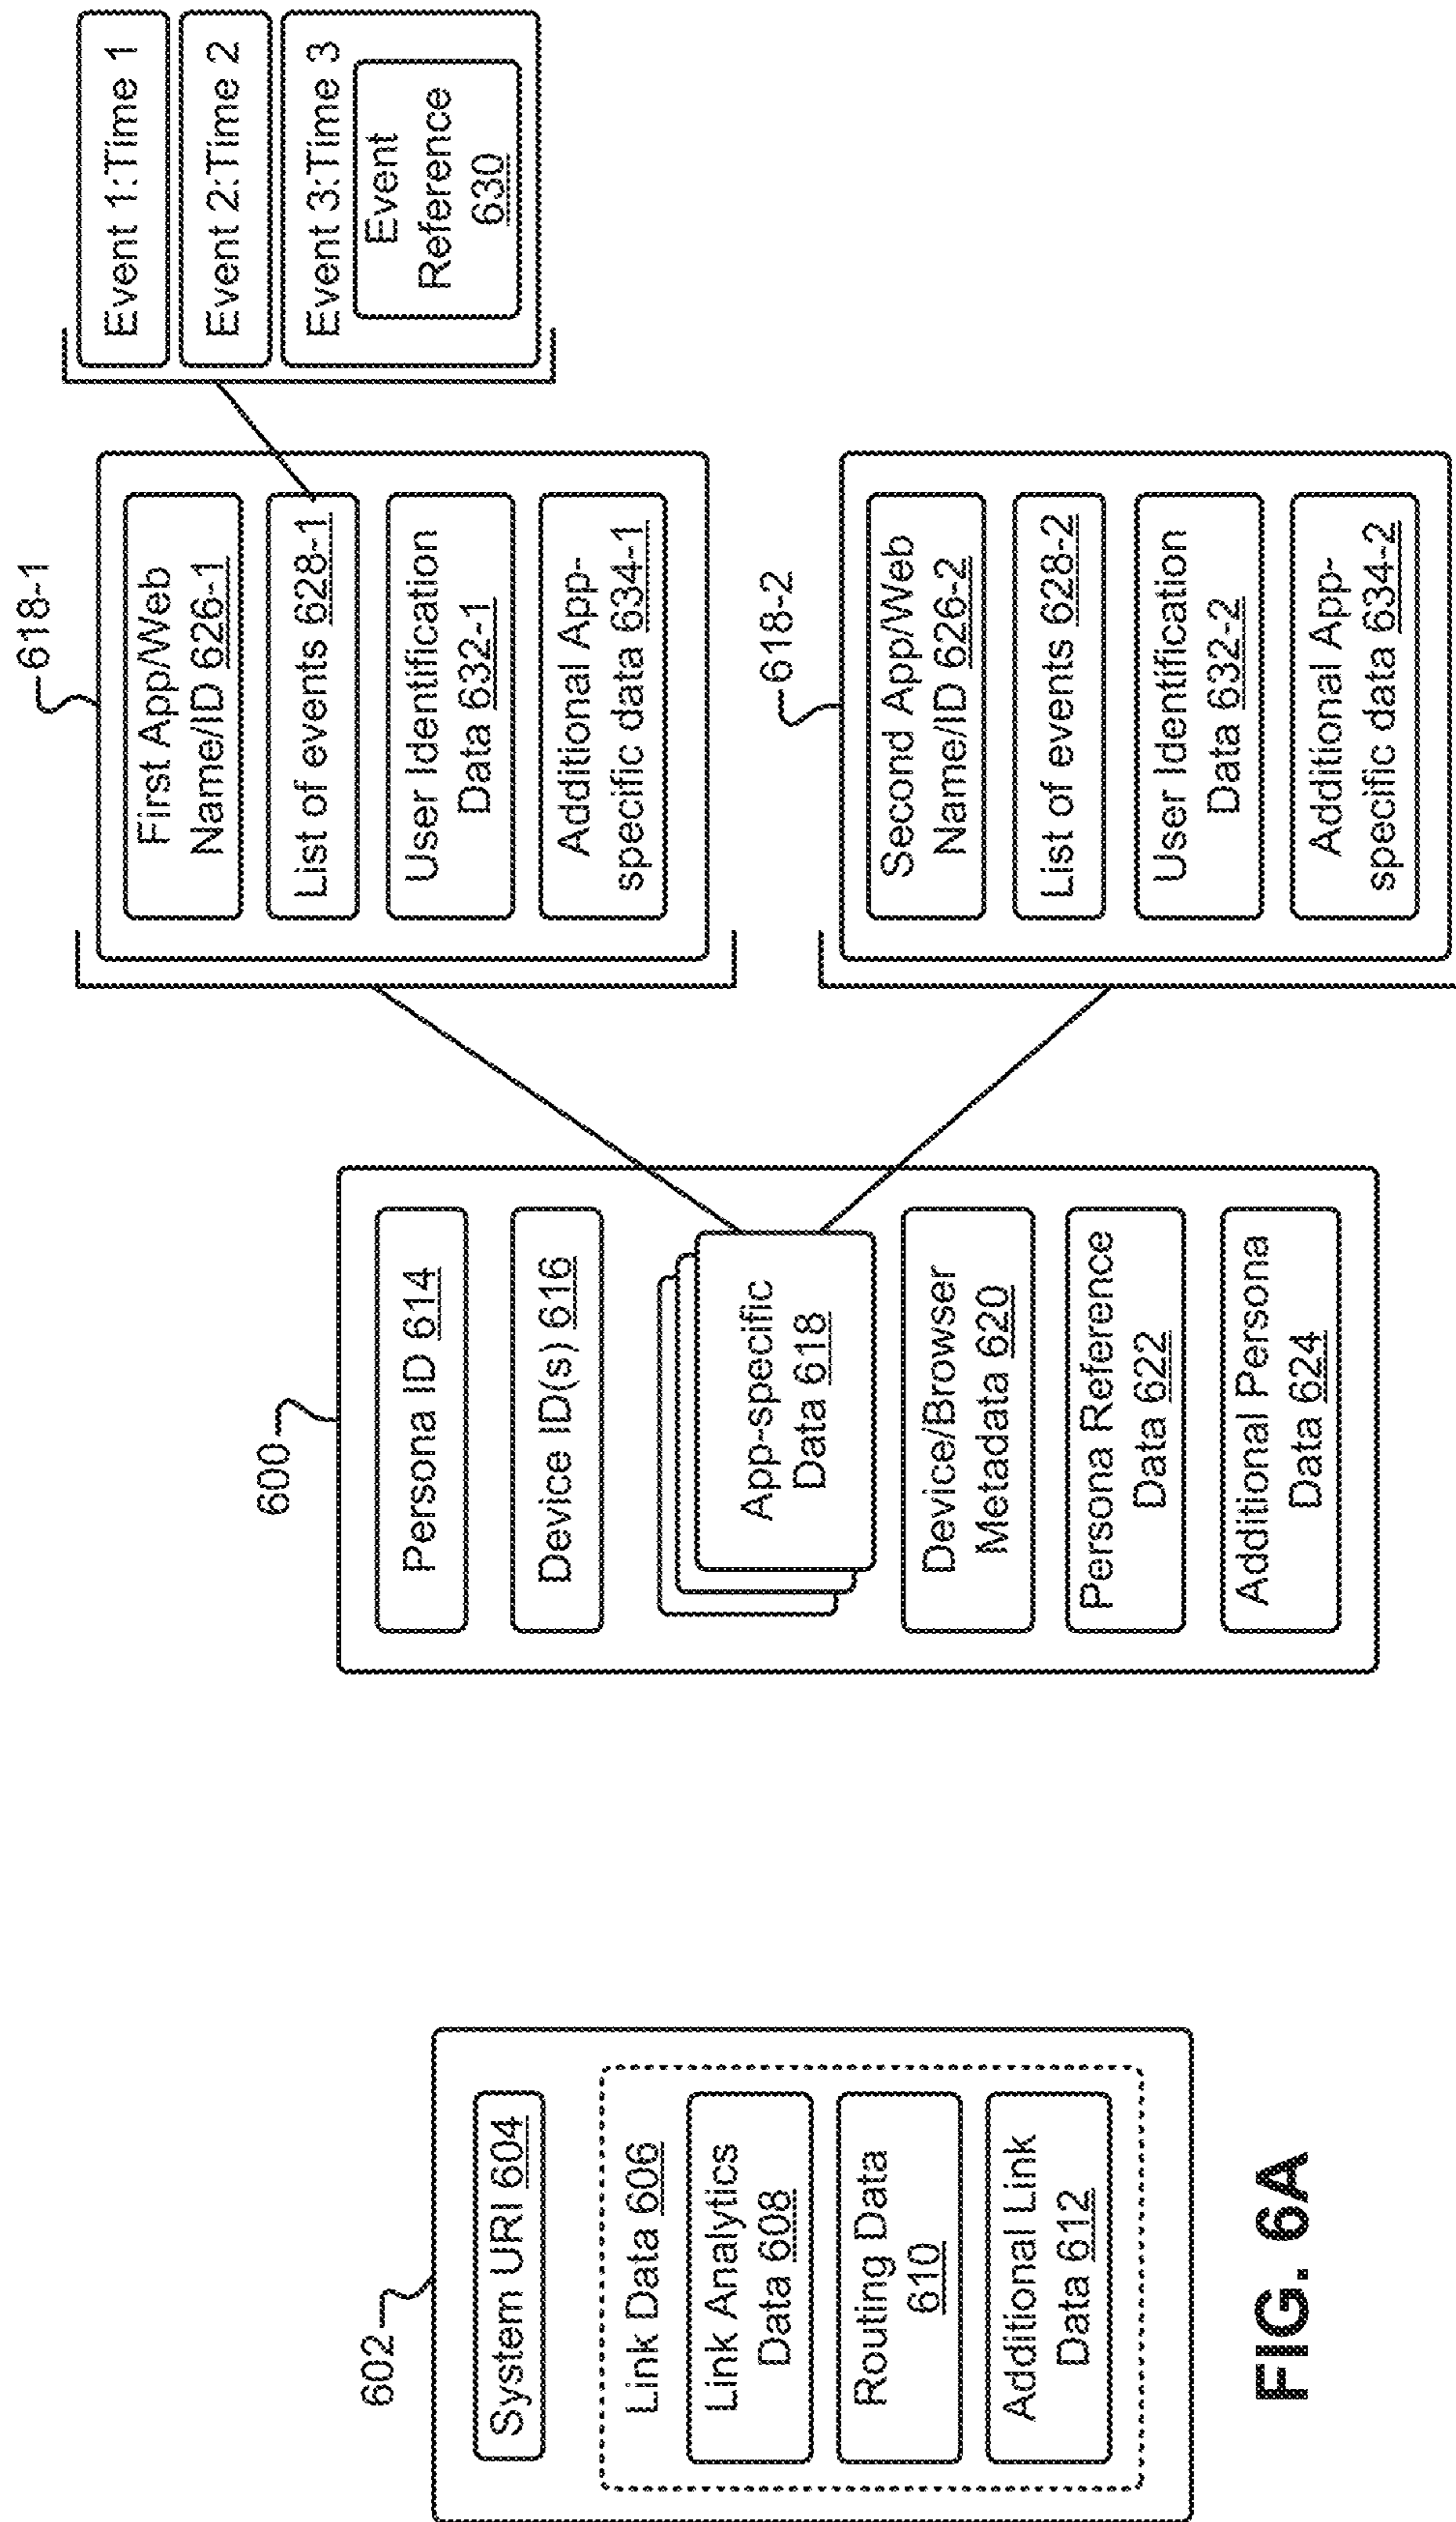 602
System URI 604
Link Data 606
Link Analytics
Data 608
Routing Data
610
Additional Link
Data 612
600
Persona ID 614
Device ID(s) 616
App-specific
Data 618
Device/Browser
Metadata 620
Persona Reference
Data 622
Additional Persona
Data 624
618-1
First App/Web
Name/ID 626-1
List of events 628-1
User Identification
Data 632-1
Additional App-
specific data 634-1
618-2
Second App/Web
Name/ID 626-2
List of events 628-2
User Identification
Data 632-2
Additional App-
specific data 634-2
Event 1:Time 1
Event 2:Time 2
Event 3:Time 3
Event
Reference
630
FIG. 6A